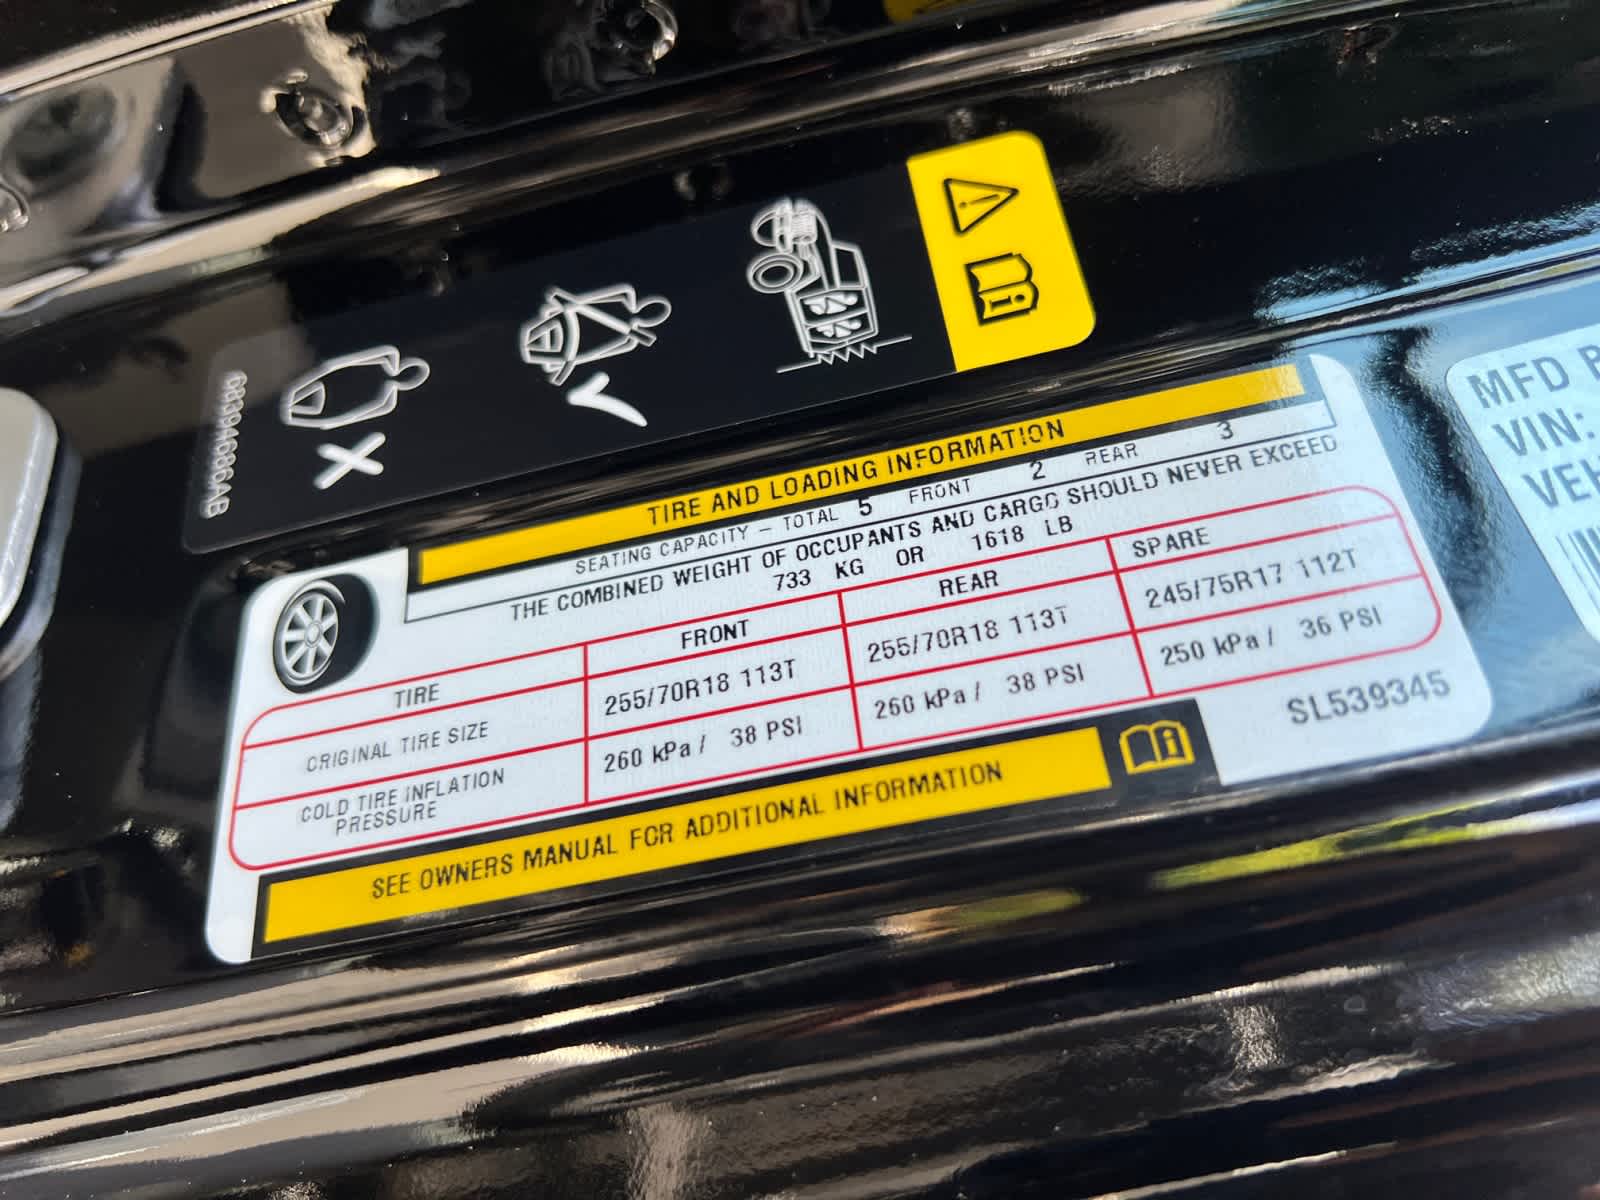 68394686AB
TIRE AND LOADING INFORMATION
SEATING CAPACITY – TOTAL 5 FRONT 2 REAR 3
THE COMBINED WEIGHT OF OCCUPANTS AND CARGO SHOULD NEVER EXCEED
733 KG OR 1618 LB
TIRE FRONT REAR SPARE
ORIGINAL TIRE SIZE 255/70R18 113T 255/70R18 113T 245/75R17 112T
COLD TIRE INFLATION PRESSURE 260 kPa / 38 PSI 260 kPa / 38 PSI 250 kPa / 36 PSI
SEE OWNERS MANUAL FOR ADDITIONAL INFORMATION
SL539345
MFD
VIN:
VEH